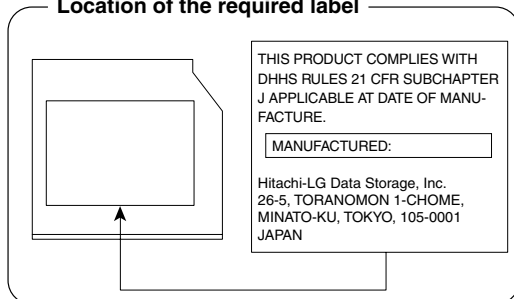 Location of the required label
THIS PRODUCT COMPLIES WITH
DHHS RULES 21 CFR SUBCHAPTER
J APPLICABLE AT DATE OF MANU-
FACTURE.
MANUFACTURED:
Hitachi-LG Data Storage, Inc.
26-5, TORANOMON 1-CHOME,
MINATO-KU, TOKYO, 105-0001
JAPAN